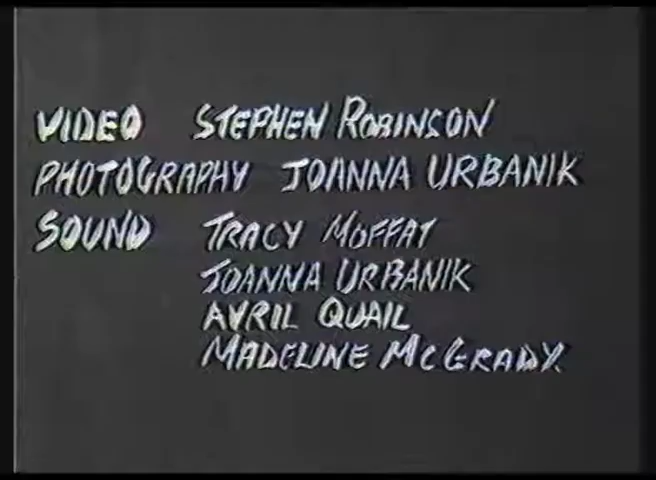 VIDEO STEPHEN ROBINSON
PHOTOGRAPHY JOANNA URBANIK
SOUND TRACY MOFFAT
JOANNA URBANIK
AVRIL QUAIL
MADELINE McGRADY